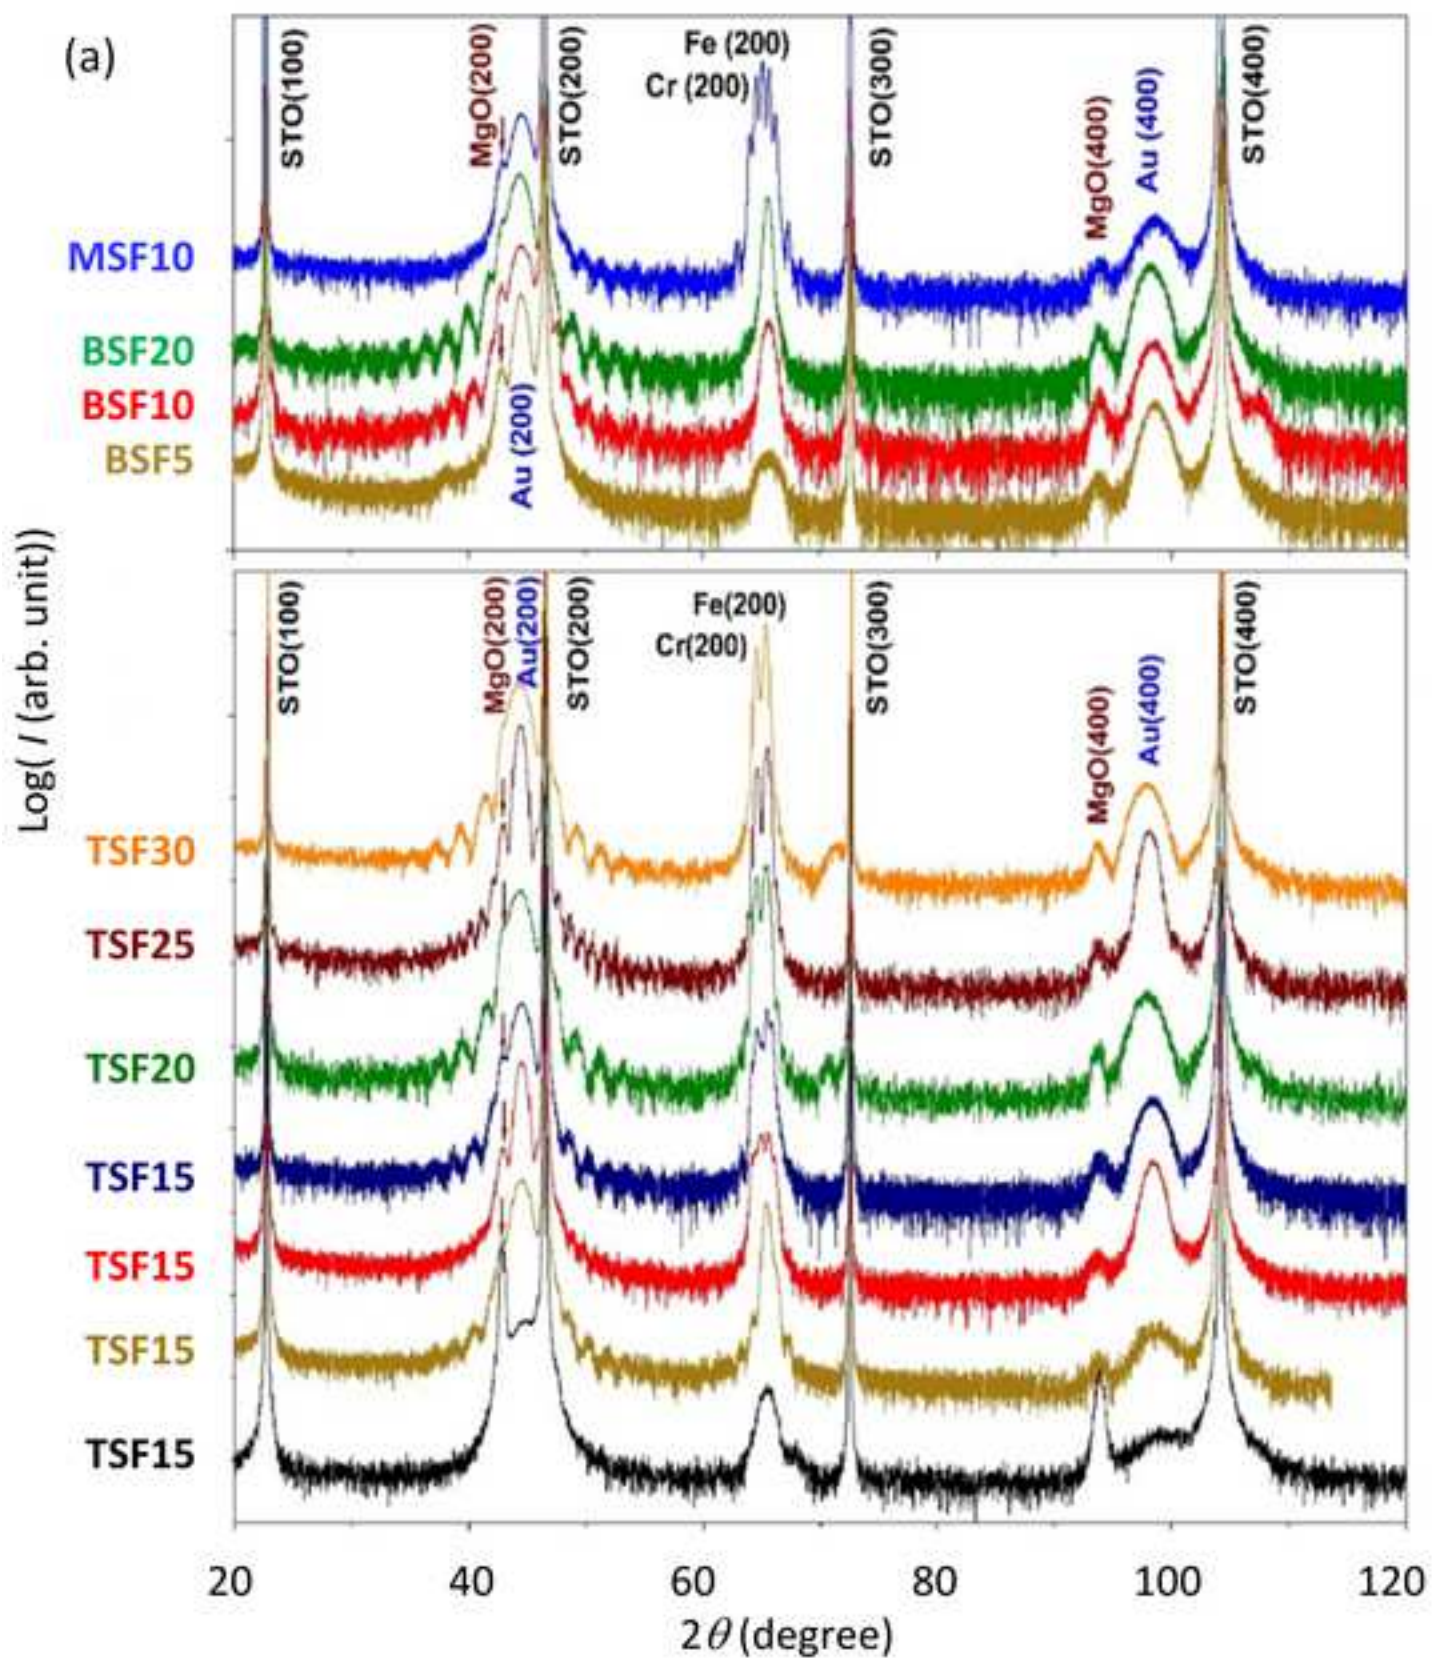 (a)
STO(100)
MgO(200)
STO(200)
Fe (200)
Cr (200)
STO(300)
MgO(400)
Au (400)
STO(400)
MSF10
BSF20
BSF10
BSF5
Au (200)
Log( I (arb. unit))
STO(100)
MgO(200)
Au(200)
STO(200)
Fe(200)
Cr(200)
STO(300)
MgO(400)
Au(400)
STO(400)
TSF30
TSF25
TSF20
TSF15
TSF15
TSF15
TSF15
20 40 60 80 100 120
2θ (degree)